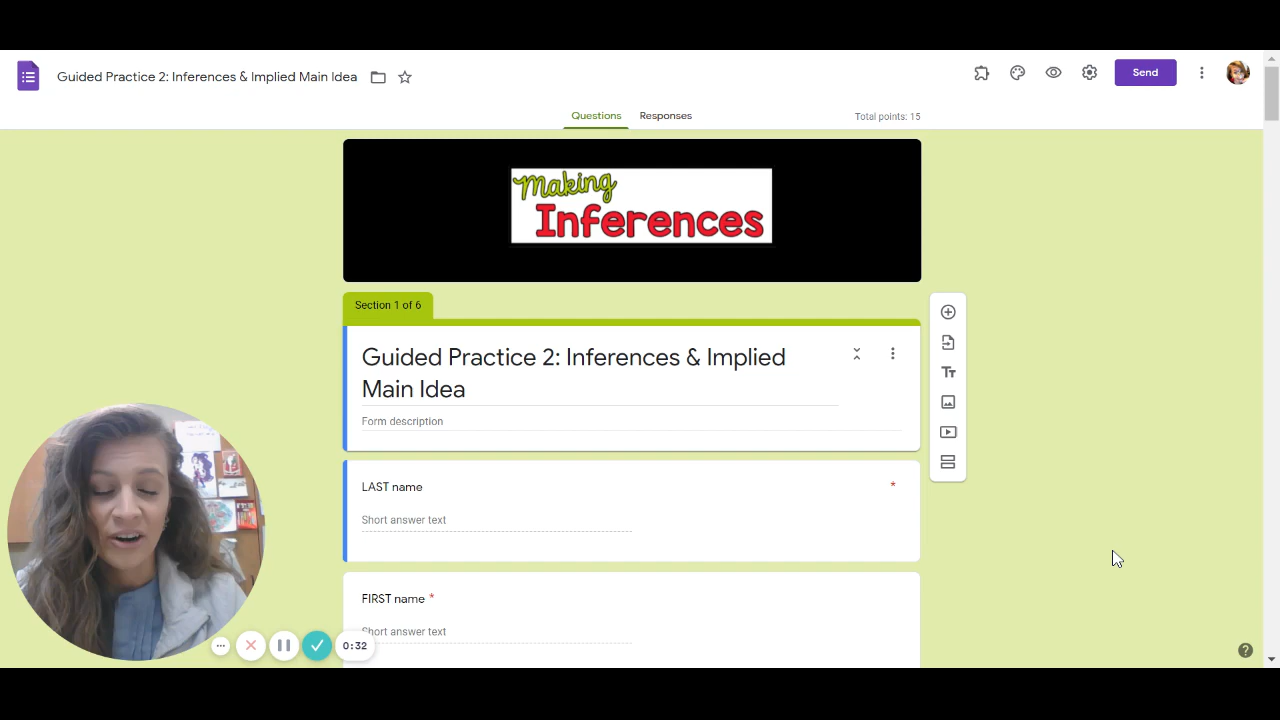 Guided Practice 2: Inferences & Implied Main Idea
Send
Questions
Responses
Total points: 15
Making
Inferences
Section 1 of 6
Guided Practice 2: Inferences & Implied
Main Idea
Form description
LAST name *
Short answer text
FIRST name *
Short answer text
0:32